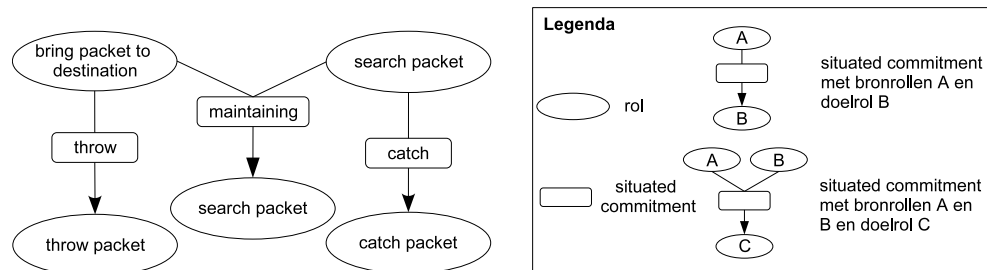 bring packet to
destination
search packet
maintaining
throw
catch
search packet
throw packet
catch packet
Legenda
A
situated commitment
met bronrollen A en
doelrol B
B
rol
A
B
situated
commitment
situated commitment
met bronrollen A en
B en doelrol C
C